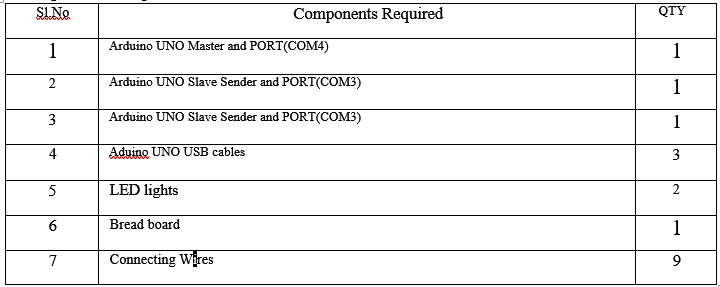 Sl.No Components Required QTY
1 Arduino UNO Master and PORT(COM4) 1
2 Arduino UNO Slave Sender and PORT(COM3) 1
3 Arduino UNO Slave Sender and PORT(COM3) 1
4 Aduino UNO USB cables 3
5 LED lights 2
6 Bread board 1
7 Connecting Wires 9